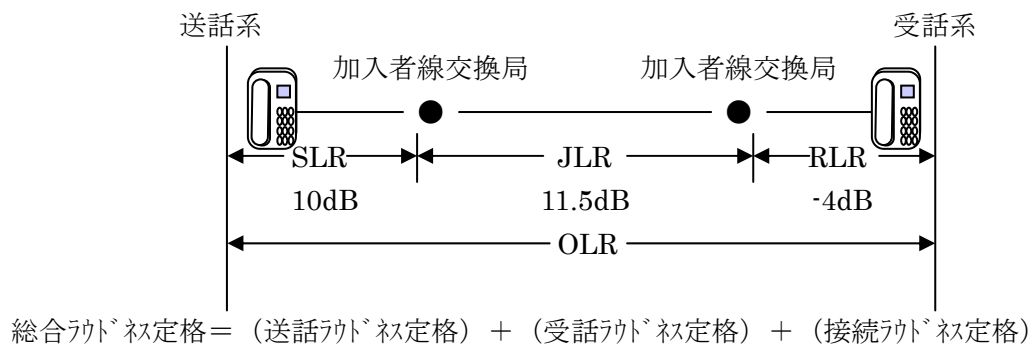 送話系 受話系
加入者線交換局 加入者線交換局
SLR JLR RLR
10dB 11.5dB -4dB
OLR
総合ﾗｳﾄﾞﾈｽ定格＝（送話ﾗｳﾄﾞﾈｽ定格）＋（受話ﾗｳﾄﾞﾈｽ定格）＋（接続ﾗｳﾄﾞﾈｽ定格）